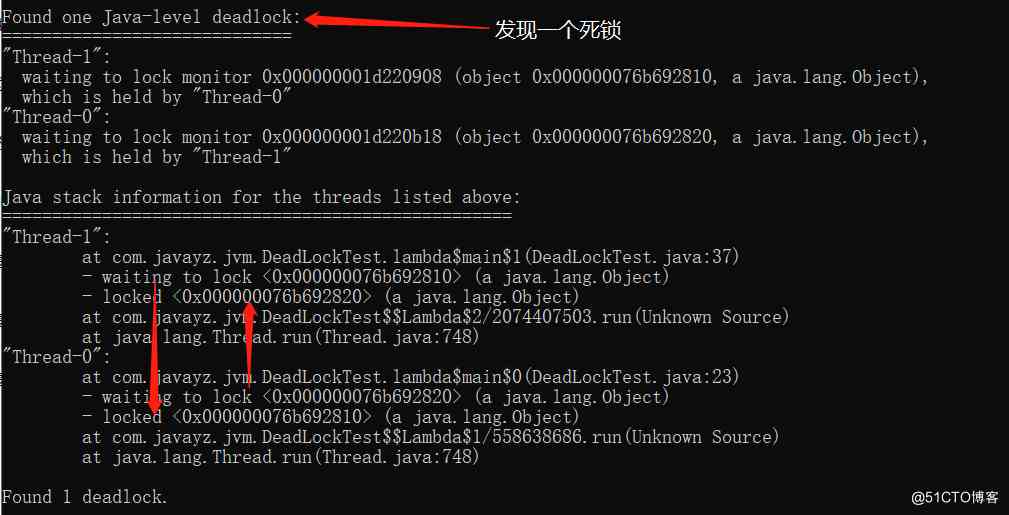 Found one Java-level deadlock:
发现一个死锁
=============================
"Thread-1":
  waiting to lock monitor 0x000000001d220908 (object 0x000000076b692810, a java.lang.Object),
  which is held by "Thread-0"
"Thread-0":
  waiting to lock monitor 0x000000001d220b18 (object 0x000000076b692820, a java.lang.Object),
  which is held by "Thread-1"
Java stack information for the threads listed above:
===================================================
"Thread-1":
        at com.javayz.jvm.DeadLockTest.lambda$main$1(DeadLockTest.java:37)
        - waiting to lock <0x000000076b692810> (a java.lang.Object)
        - locked <0x000000076b692820> (a java.lang.Object)
        at com.javayz.jvm.DeadLockTest$$Lambda$2/2074407503.run(Unknown Source)
        at java.lang.Thread.run(Thread.java:748)
"Thread-0":
        at com.javayz.jvm.DeadLockTest.lambda$main$0(DeadLockTest.java:23)
        - waiting to lock <0x000000076b692820> (a java.lang.Object)
        - locked <0x000000076b692810> (a java.lang.Object)
        at com.javayz.jvm.DeadLockTest$$Lambda$1/558638686.run(Unknown Source)
        at java.lang.Thread.run(Thread.java:748)
Found 1 deadlock.
@51CTO博客